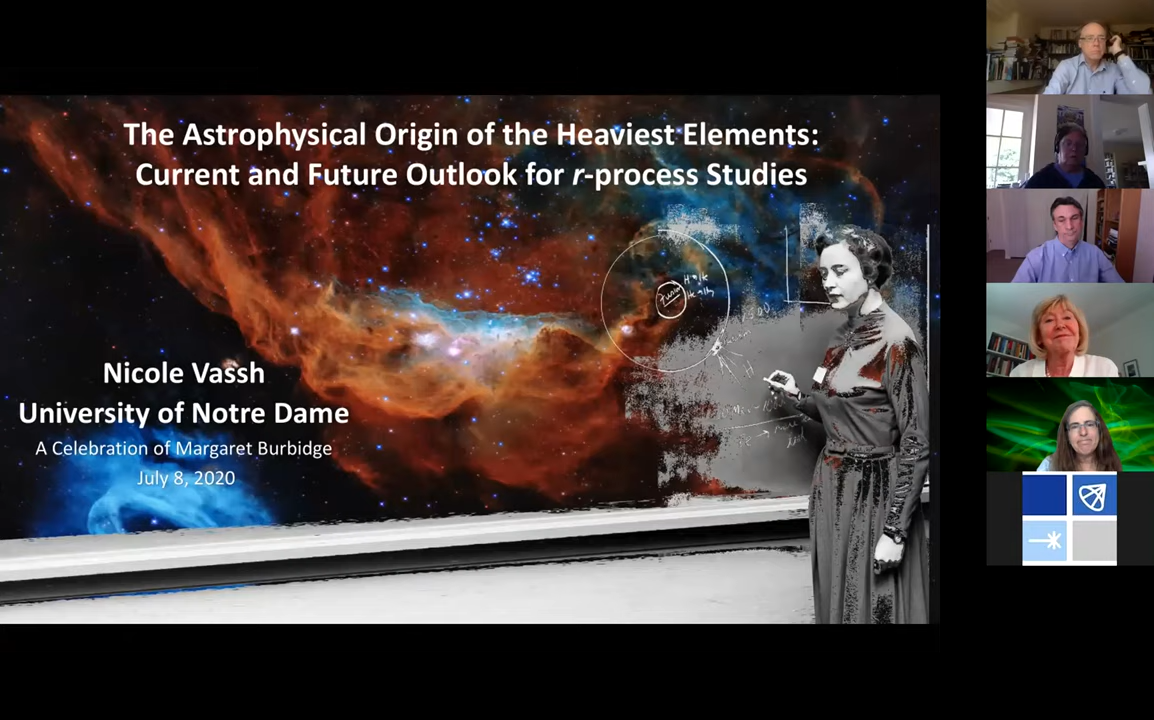 The Astrophysical Origin of the Heaviest Elements:
Current and Future Outlook for r-process Studies
Nicole Vassh
University of Notre Dame
A Celebration of Margaret Burbidge
July 8, 2020
Fusion